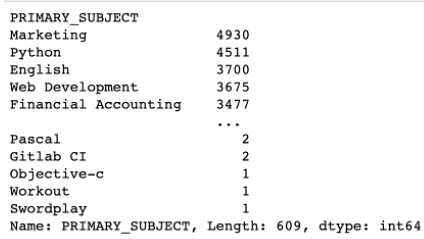 PRIMARY_SUBJECT
Marketing 4930
Python 4511
English 3700
Web Development 3675
Financial Accounting 3477
...
Pascal 2
Gitlab CI 2
Objective-c 1
Workout 1
Swordplay 1
Name: PRIMARY_SUBJECT, Length: 609, dtype: int64